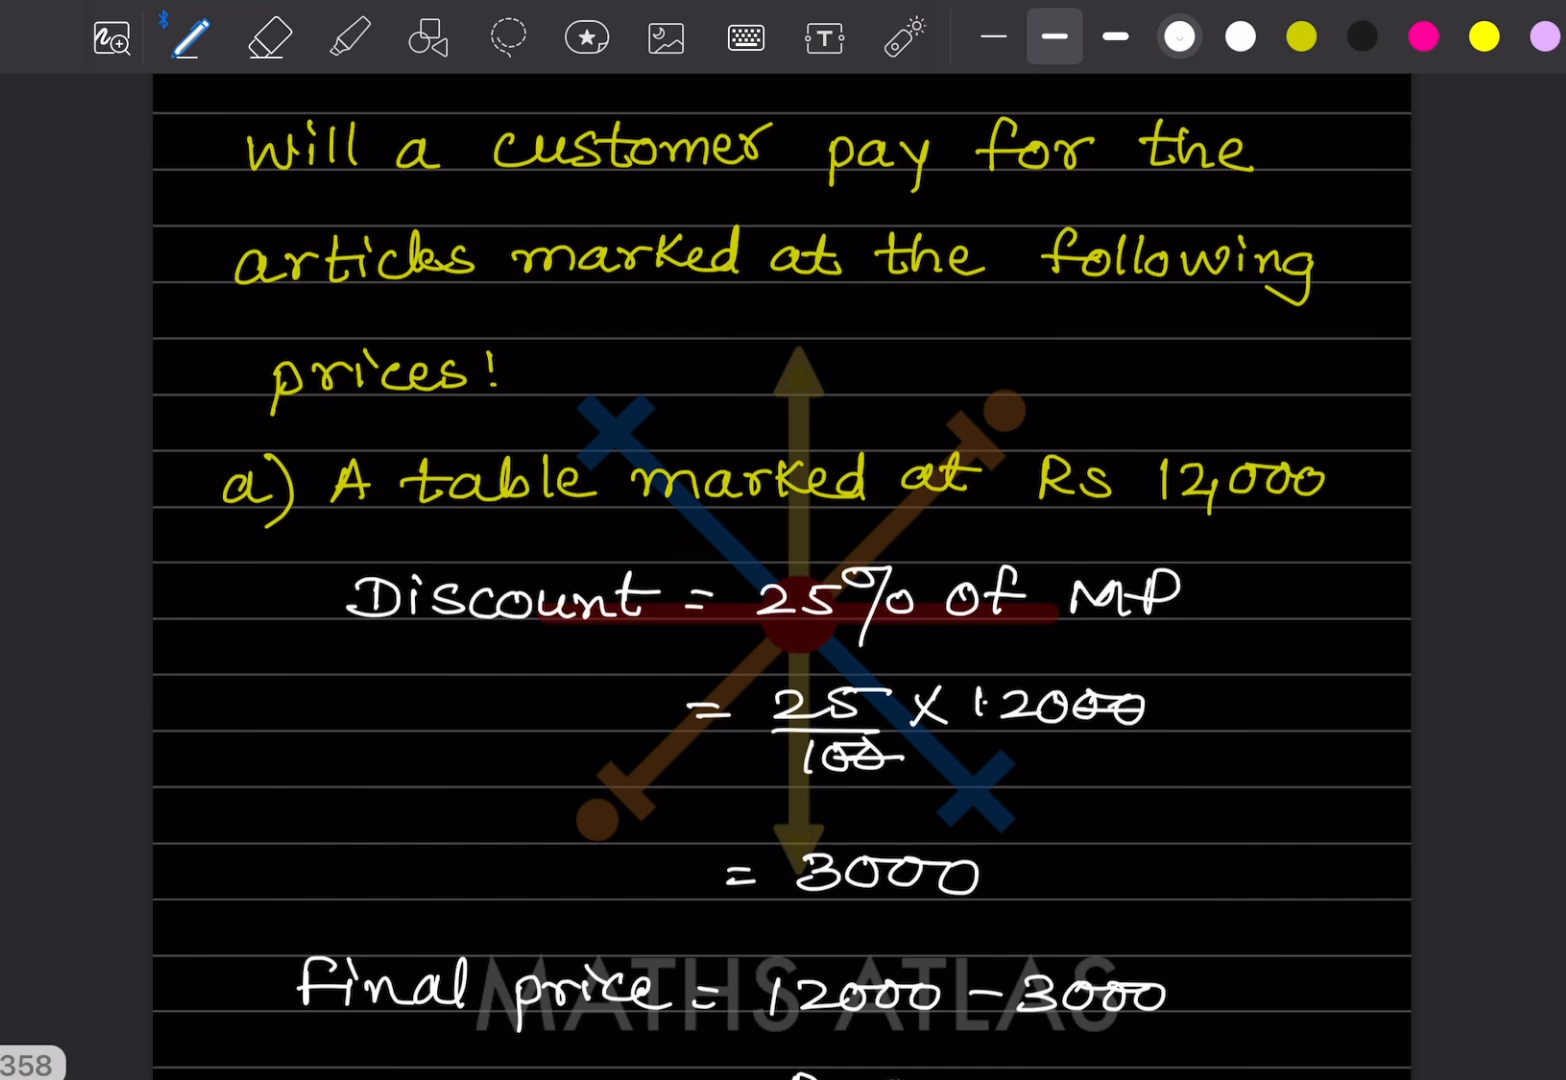 will a customer pay for the
articles marked at the following
prices!
a) A table marked at Rs 12,000
Discount = 25% of MP
= 25/100 × 12000
= 3000
final price = 12000 - 3000
MATHS ATLAS
358